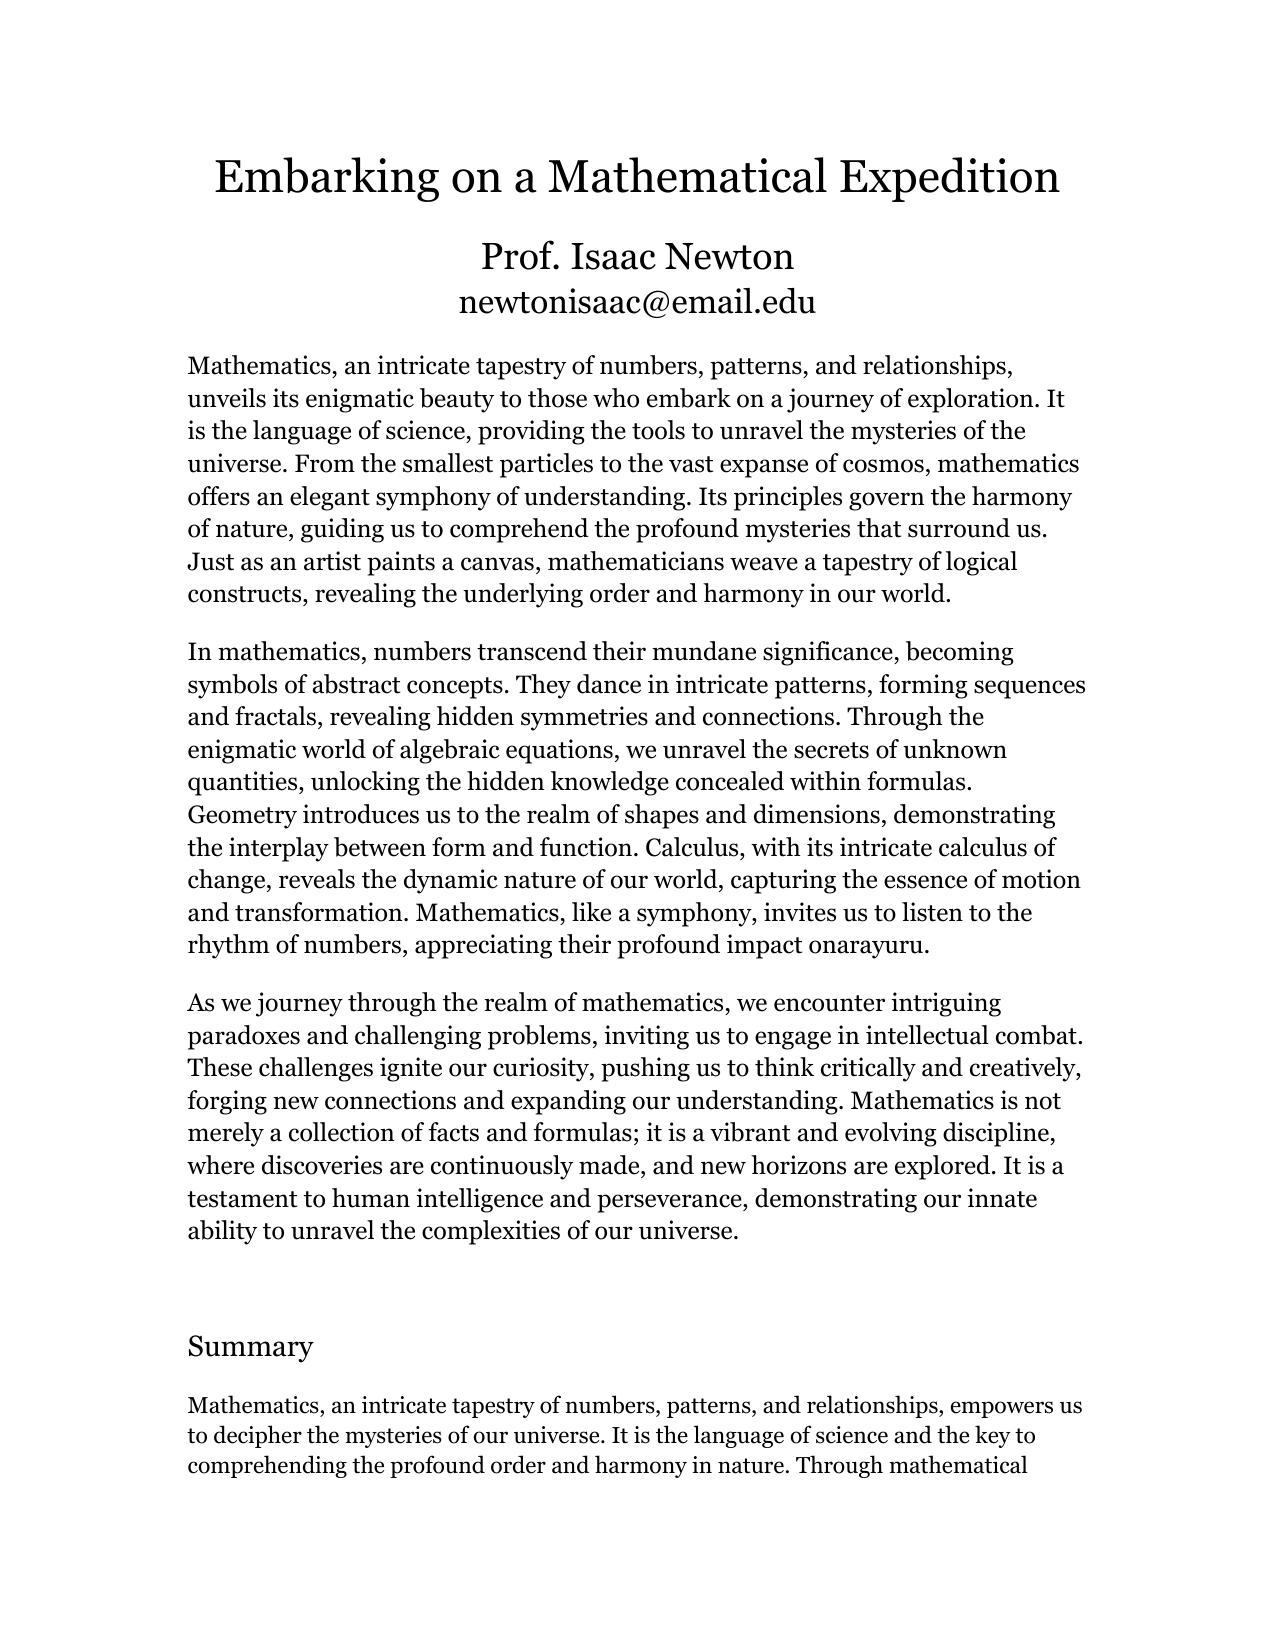 Embarking on a Mathematical Expedition
Prof. Isaac Newton
newtonisaac@email.edu
Mathematics, an intricate tapestry of numbers, patterns, and relationships,
unveils its enigmatic beauty to those who embark on a journey of exploration. It
is the language of science, providing the tools to unravel the mysteries of the
universe. From the smallest particles to the vast expanse of cosmos, mathematics
offers an elegant symphony of understanding. Its principles govern the harmony
of nature, guiding us to comprehend the profound mysteries that surround us.
Just as an artist paints a canvas, mathematicians weave a tapestry of logical
constructs, revealing the underlying order and harmony in our world.
In mathematics, numbers transcend their mundane significance, becoming
symbols of abstract concepts. They dance in intricate patterns, forming sequences
and fractals, revealing hidden symmetries and connections. Through the
enigmatic world of algebraic equations, we unravel the secrets of unknown
quantities, unlocking the hidden knowledge concealed within formulas.
Geometry introduces us to the realm of shapes and dimensions, demonstrating
the interplay between form and function. Calculus, with its intricate calculus of
change, reveals the dynamic nature of our world, capturing the essence of motion
and transformation. Mathematics, like a symphony, invites us to listen to the
rhythm of numbers, appreciating their profound impact onarayuru.
As we journey through the realm of mathematics, we encounter intriguing
paradoxes and challenging problems, inviting us to engage in intellectual combat.
These challenges ignite our curiosity, pushing us to think critically and creatively,
forging new connections and expanding our understanding. Mathematics is not
merely a collection of facts and formulas; it is a vibrant and evolving discipline,
where discoveries are continuously made, and new horizons are explored. It is a
testament to human intelligence and perseverance, demonstrating our innate
ability to unravel the complexities of our universe.
Summary
Mathematics, an intricate tapestry of numbers, patterns, and relationships, empowers us
to decipher the mysteries of our universe. It is the language of science and the key to
comprehending the profound order and harmony in nature. Through mathematical